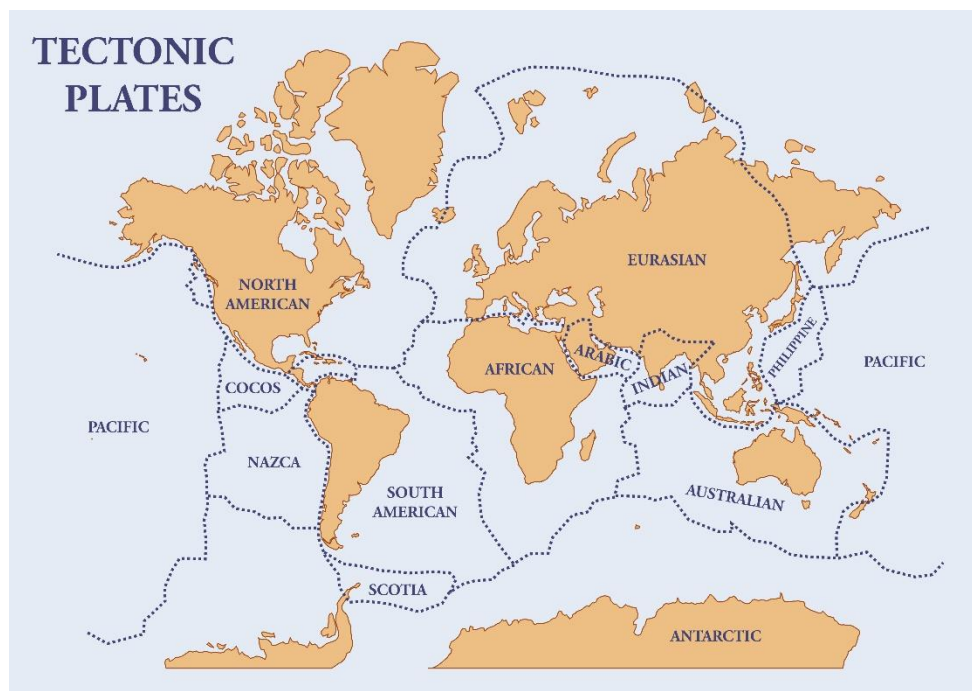 TECTONIC
PLATES
EURASIAN
NORTH
AMERICAN
PHILIPPINE
ARABIC
AFRICAN
INDIAN
PACIFIC
COCOS
PACIFIC
NAZCA
SOUTH
AMERICAN
AUSTRALIAN
SCOTIA
ANTARCTIC